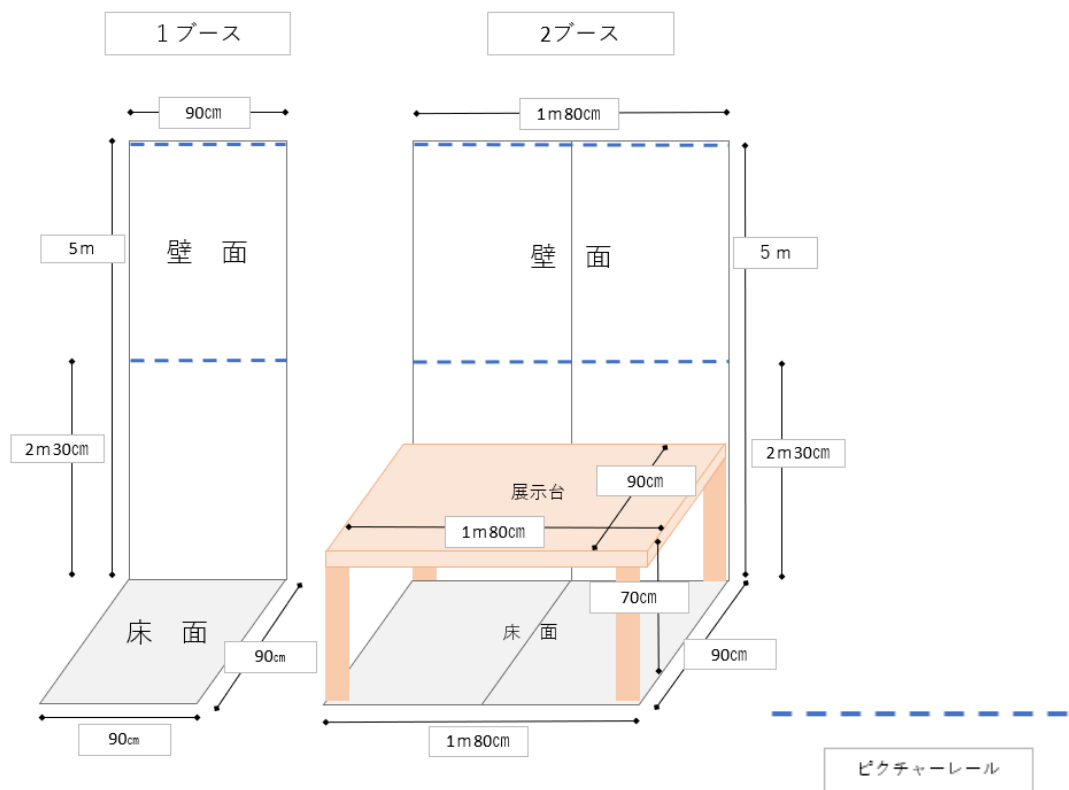 1ブース
2ブース
90㎝
1ｍ80㎝
5ｍ
壁　面
壁　面
５ｍ
2ｍ30㎝
2ｍ30㎝
90㎝
展示台
1ｍ80㎝
70㎝
床　面
床　面
90㎝
90㎝
90㎝
1ｍ80㎝
ピクチャーレール